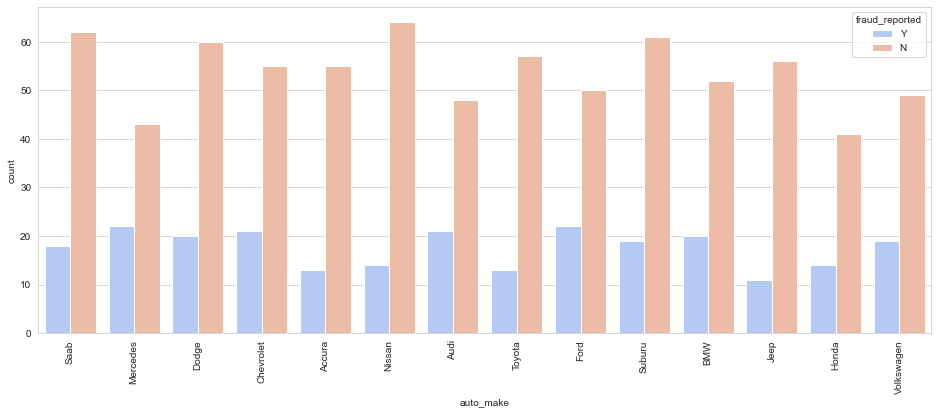 fraud_reported
Y
N
count
60
50
40
30
20
10
0
Saab
Mercedes
Dodge
Chevrolet
Accura
Nissan
Audi
Toyota
Ford
Suburu
BMW
Jeep
Honda
Volkswagen
auto_make